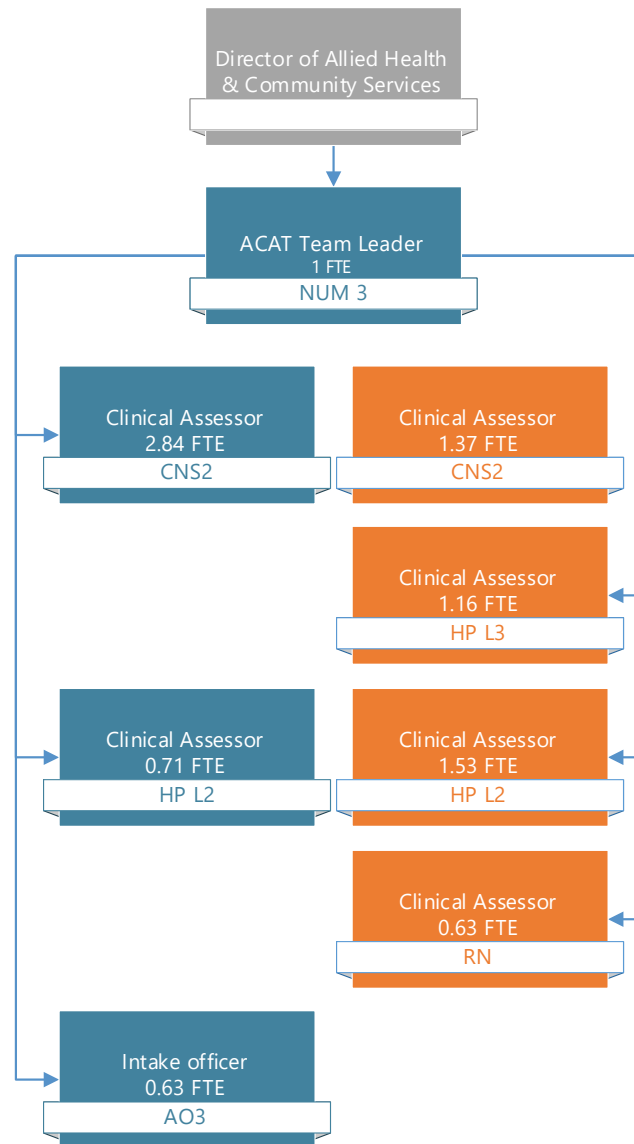 Director of Allied Health
& Community Services
ACAT Team Leader
1 FTE
NUM 3
Clinical Assessor
2.84 FTE
CNS2
Clinical Assessor
1.37 FTE
CNS2
Clinical Assessor
1.16 FTE
HP L3
Clinical Assessor
0.71 FTE
HP L2
Clinical Assessor
1.53 FTE
HP L2
Clinical Assessor
0.63 FTE
RN
Intake officer
0.63 FTE
AO3